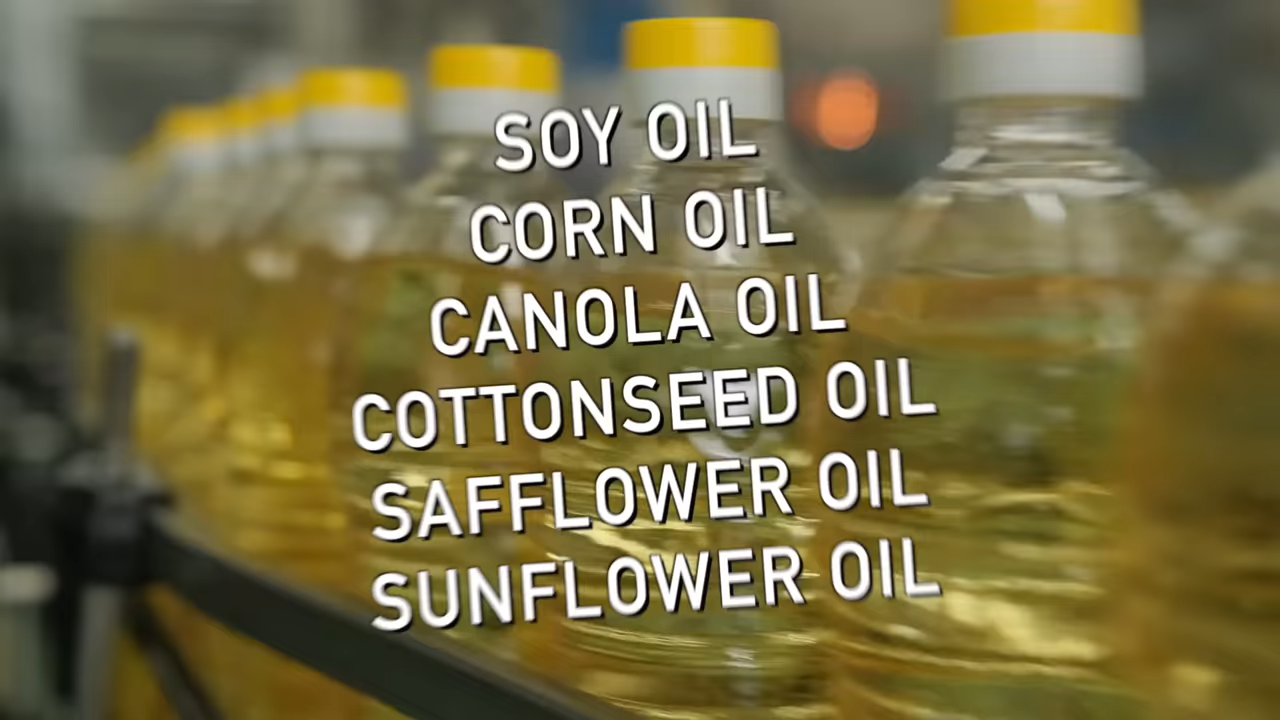 SOY OIL
CORN OIL
CANOLA OIL
COTTONSEED OIL
SAFFLOWER OIL
SUNFLOWER OIL